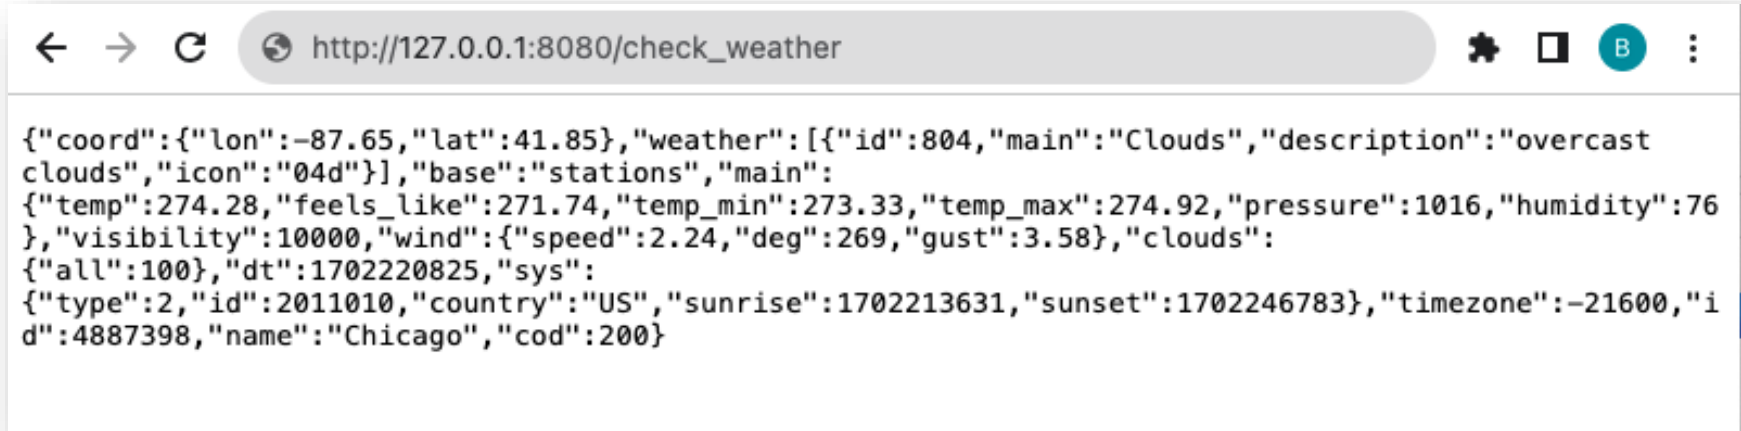 http://127.0.0.1:8080/check_weather
B
{"coord":{"lon":-87.65,"lat":41.85},"weather":[{"id":804,"main":"Clouds","description":"overcast
clouds","icon":"04d"}],"base":"stations","main":
{"temp":274.28,"feels_like":271.74,"temp_min":273.33,"temp_max":274.92,"pressure":1016,"humidity":76
},"visibility":10000,"wind":{"speed":2.24,"deg":269,"gust":3.58},"clouds":
{"all":100},"dt":1702220825,"sys":
{"type":2,"id":2011010,"country":"US","sunrise":1702213631,"sunset":1702246783},"timezone":-21600,"i
d":4887398,"name":"Chicago","cod":200}